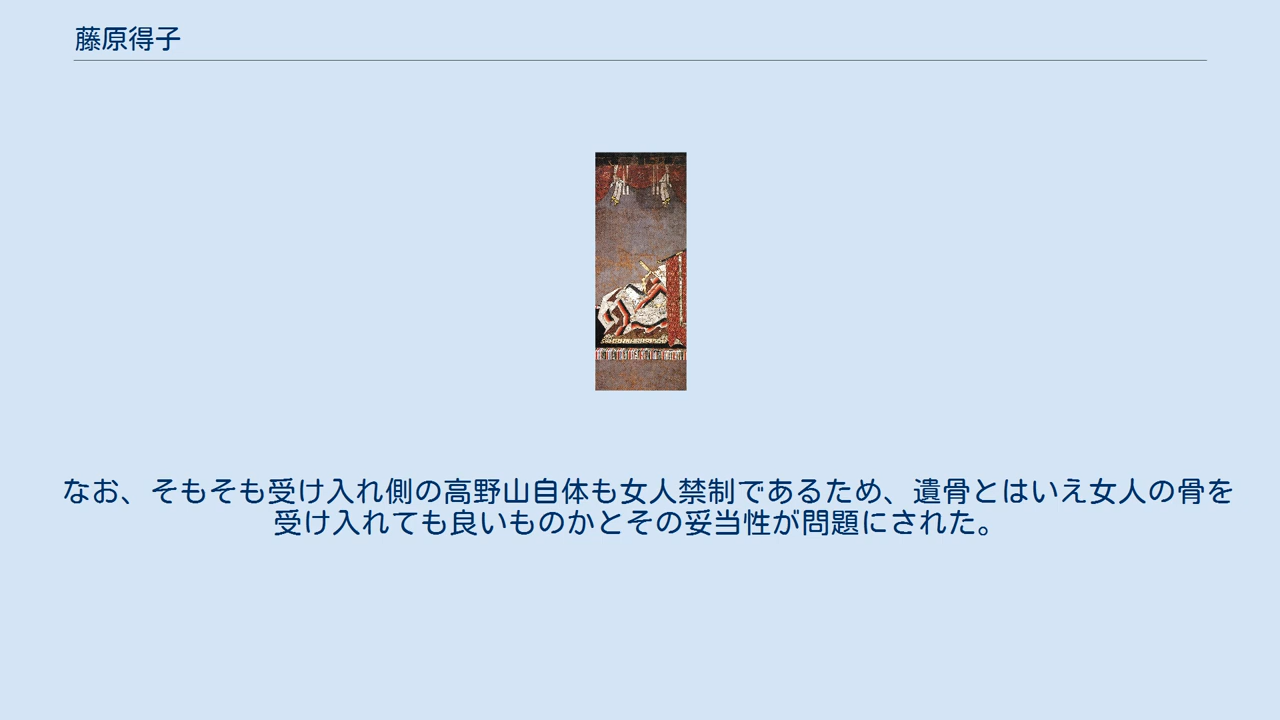 藤原得子
なお、そもそも受け入れ側の高野山自体も女人禁制であるため、遺骨とはいえ女人の骨を
受け入れても良いものかとその妥当性が問題にされた。